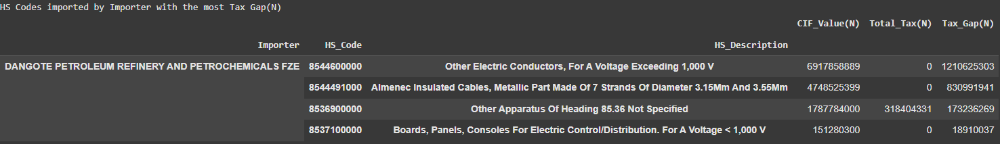 HS Codes imported by Importer with the most Tax Gap(N)
CIF_Value(N) Total_Tax(N) Tax_Gap(N)
Importer HS_Code HS_Description
DANGOTE PETROLEUM REFINERY AND PETROCHEMICALS FZE 8544600000 Other Electric Conductors, For A Voltage Exceeding 1,000 V 6917858889 0 1210625303
8544491000 Almenec Insulated Cables, Metallic Part Made Of 7 Strands Of Diameter 3.15Mm And 3.55Mm 4748525399 0 830991941
8536900000 Other Apparatus Of Heading 85.36 Not Specified 1787784000 318404331 173236269
8537100000 Boards, Panels, Consoles For Electric Control/Distribution. For A Voltage < 1,000 V 151280300 0 18910037